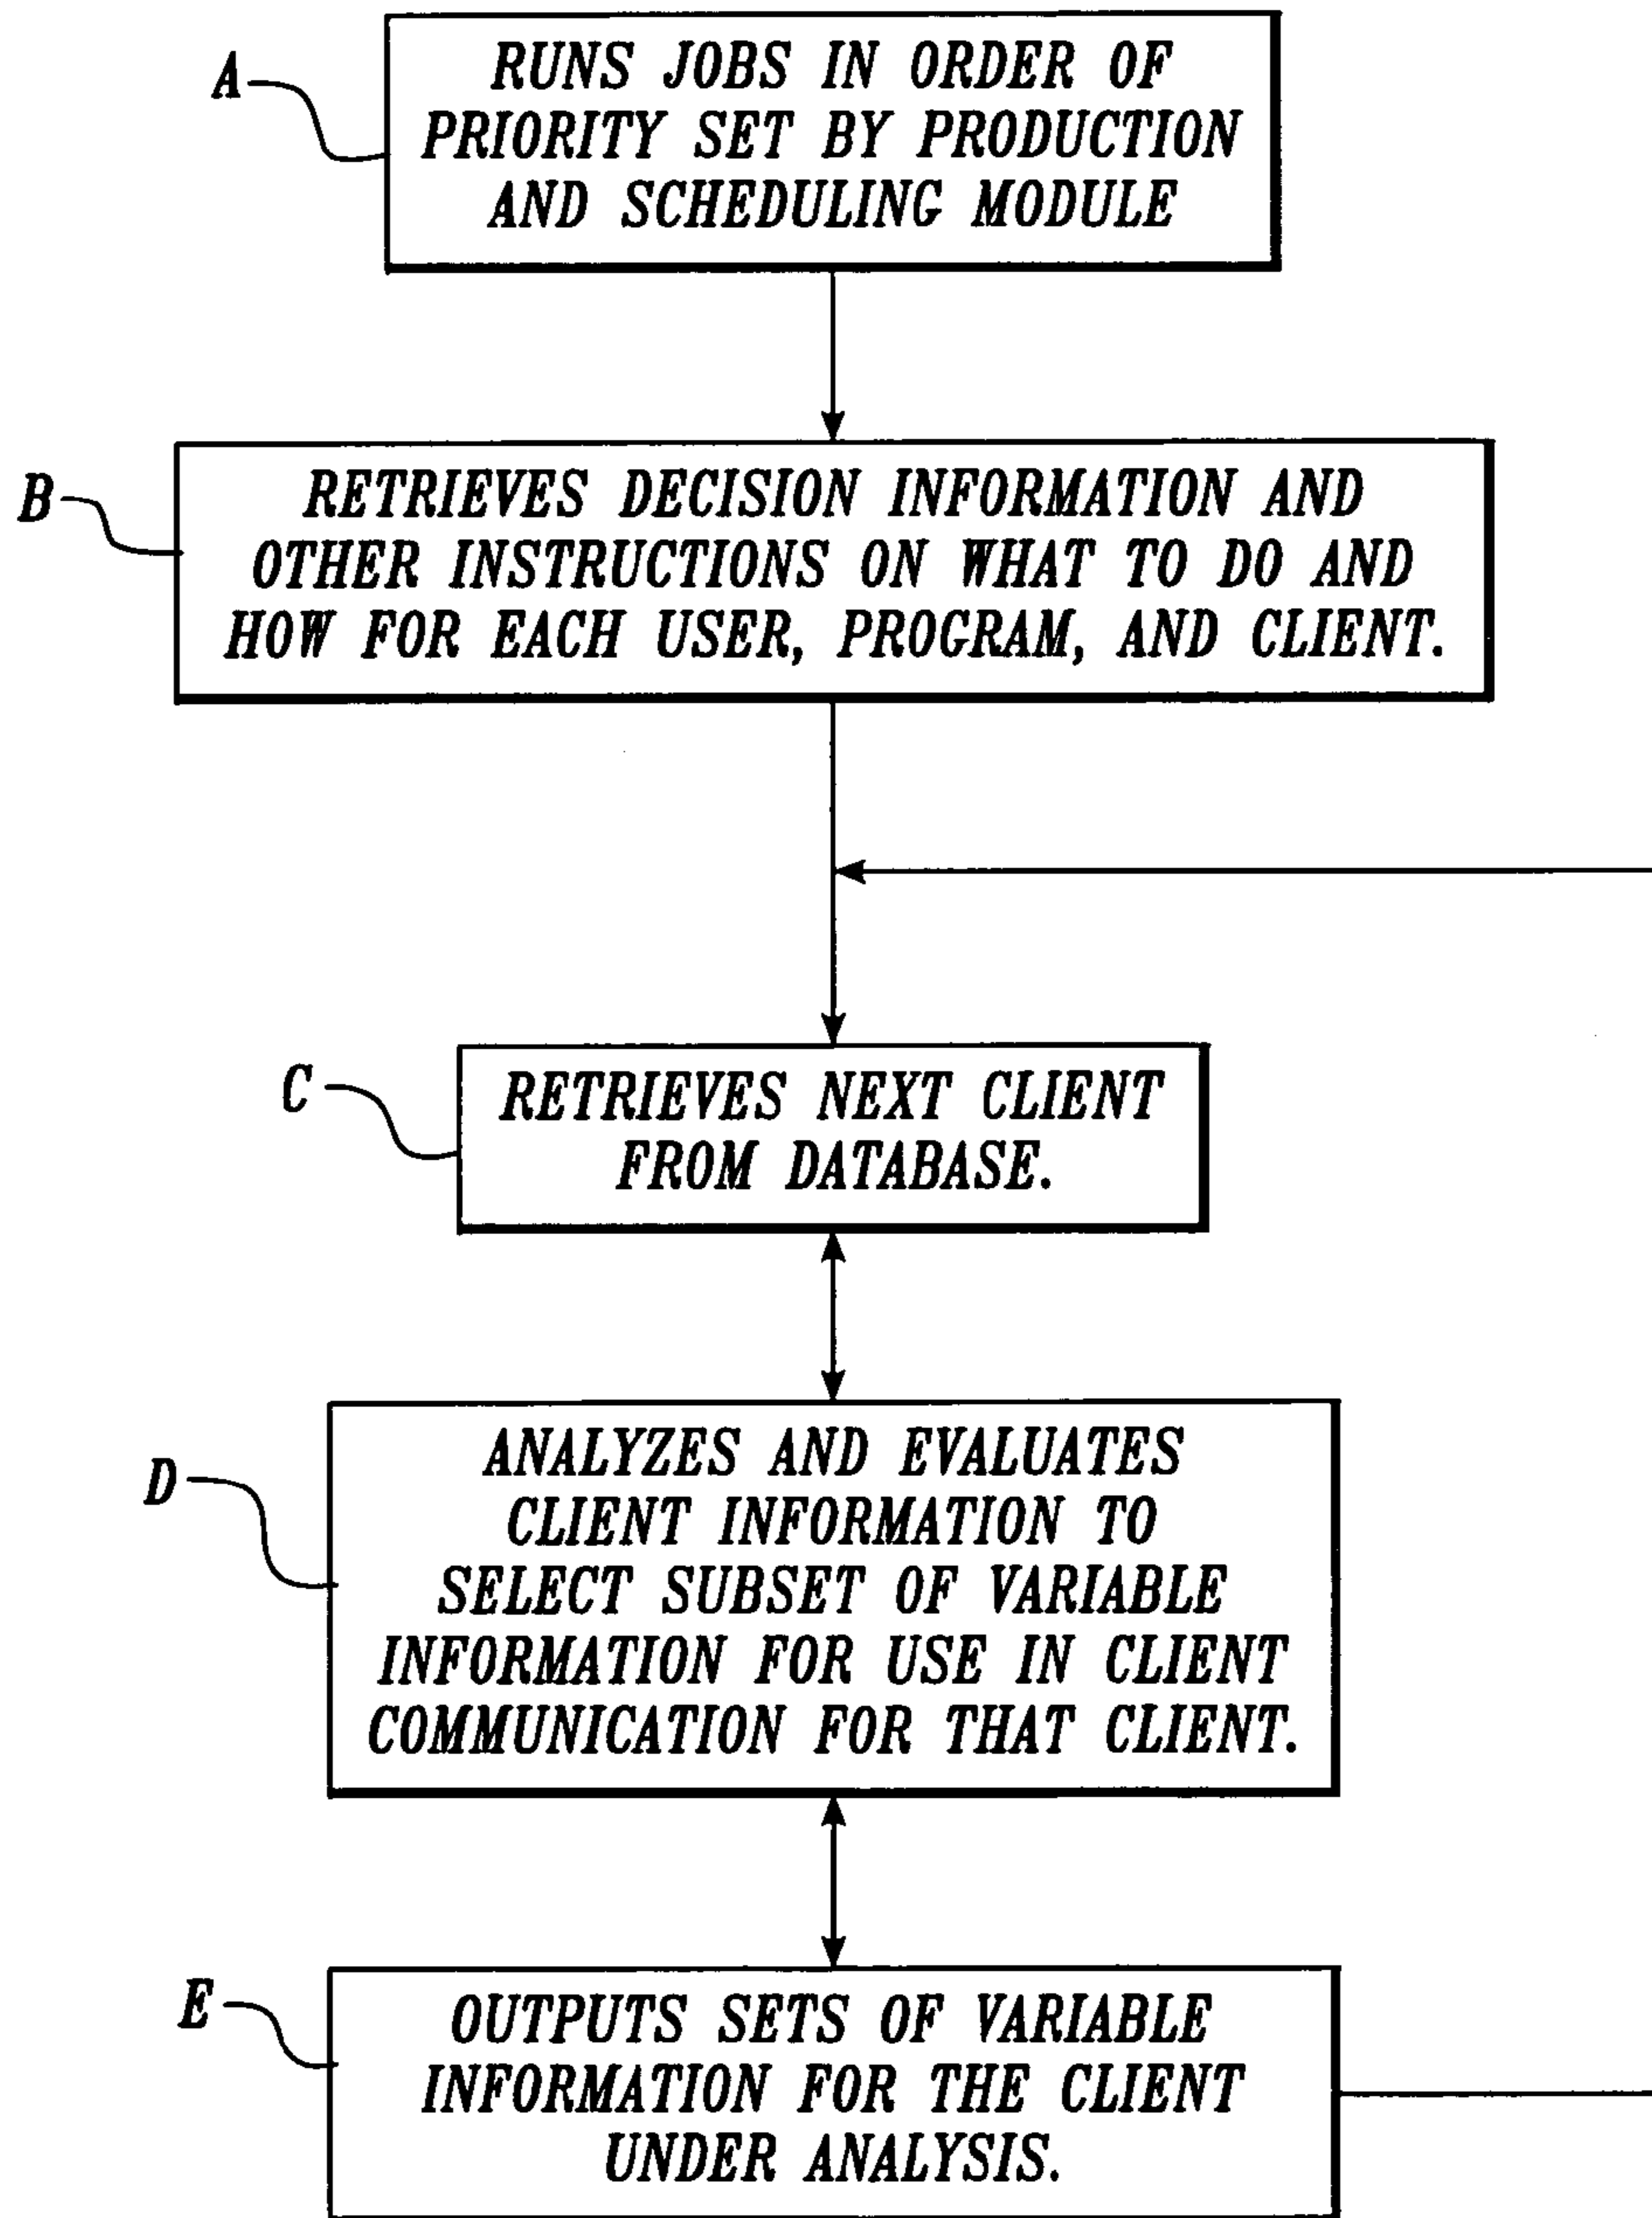 A
RUNS JOBS IN ORDER OF
PRIORITY SET BY PRODUCTION
AND SCHEDULING MODULE
B
RETRIEVES DECISION INFORMATION AND
OTHER INSTRUCTIONS ON WHAT TO DO AND
HOW FOR EACH USER, PROGRAM, AND CLIENT.
C
RETRIEVES NEXT CLIENT
FROM DATABASE.
D
ANALYZES AND EVALUATES
CLIENT INFORMATION TO
SELECT SUBSET OF VARIABLE
INFORMATION FOR USE IN CLIENT
COMMUNICATION FOR THAT CLIENT.
E
OUTPUTS SETS OF VARIABLE
INFORMATION FOR THE CLIENT
UNDER ANALYSIS.